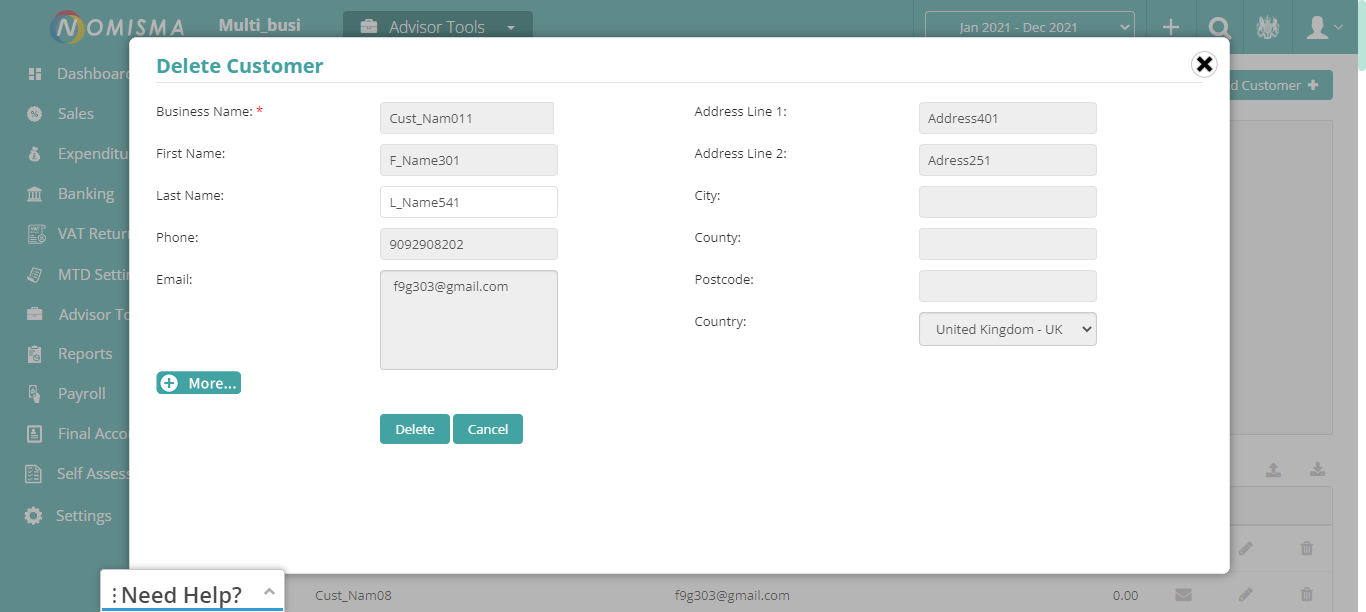 NOMISMA
Multi_busi
Advisor Tools
Jan 2021 - Dec 2021
Dashboard
Sales
Expenditu
Banking
VAT Retur
MTD Setti
Advisor To
Reports
Payroll
Final Acco
Self Assess
Settings
d Customer
Delete Customer
Business Name: *
Cust_Nam011
First Name:
F_Name301
Last Name:
L_Name541
Phone:
9092908202
Email:
f9g303@gmail.com
More...
Address Line 1:
Address401
Address Line 2:
Adress251
City:
County:
Postcode:
Country:
United Kingdom - UK
Delete Cancel
Need Help?
Cust_Nam08 f9g303@gmail.com 0.00